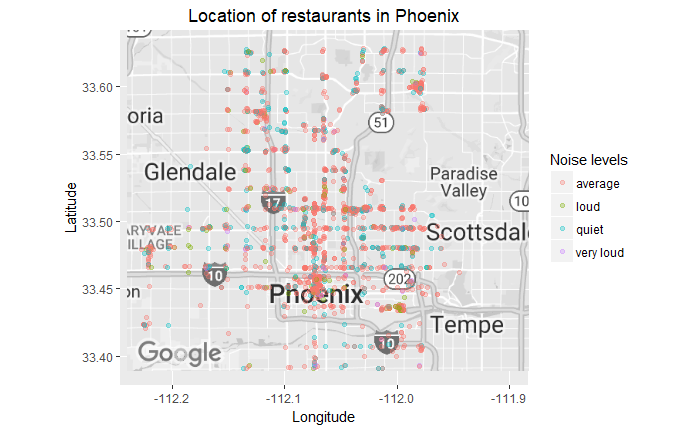 Location of restaurants in Phoenix
33.60
33.55
33.50
33.45
33.40
Latitude
oria
Glendale
51
Paradise
Valley
17
10
ARYVALE
ILLAGE
Scottsdal
10
202
on
Phoenix
Tempe
10
Google
-112.2
-112.1
-112.0
-111.9
Longitude
Noise levels
average
loud
quiet
very loud